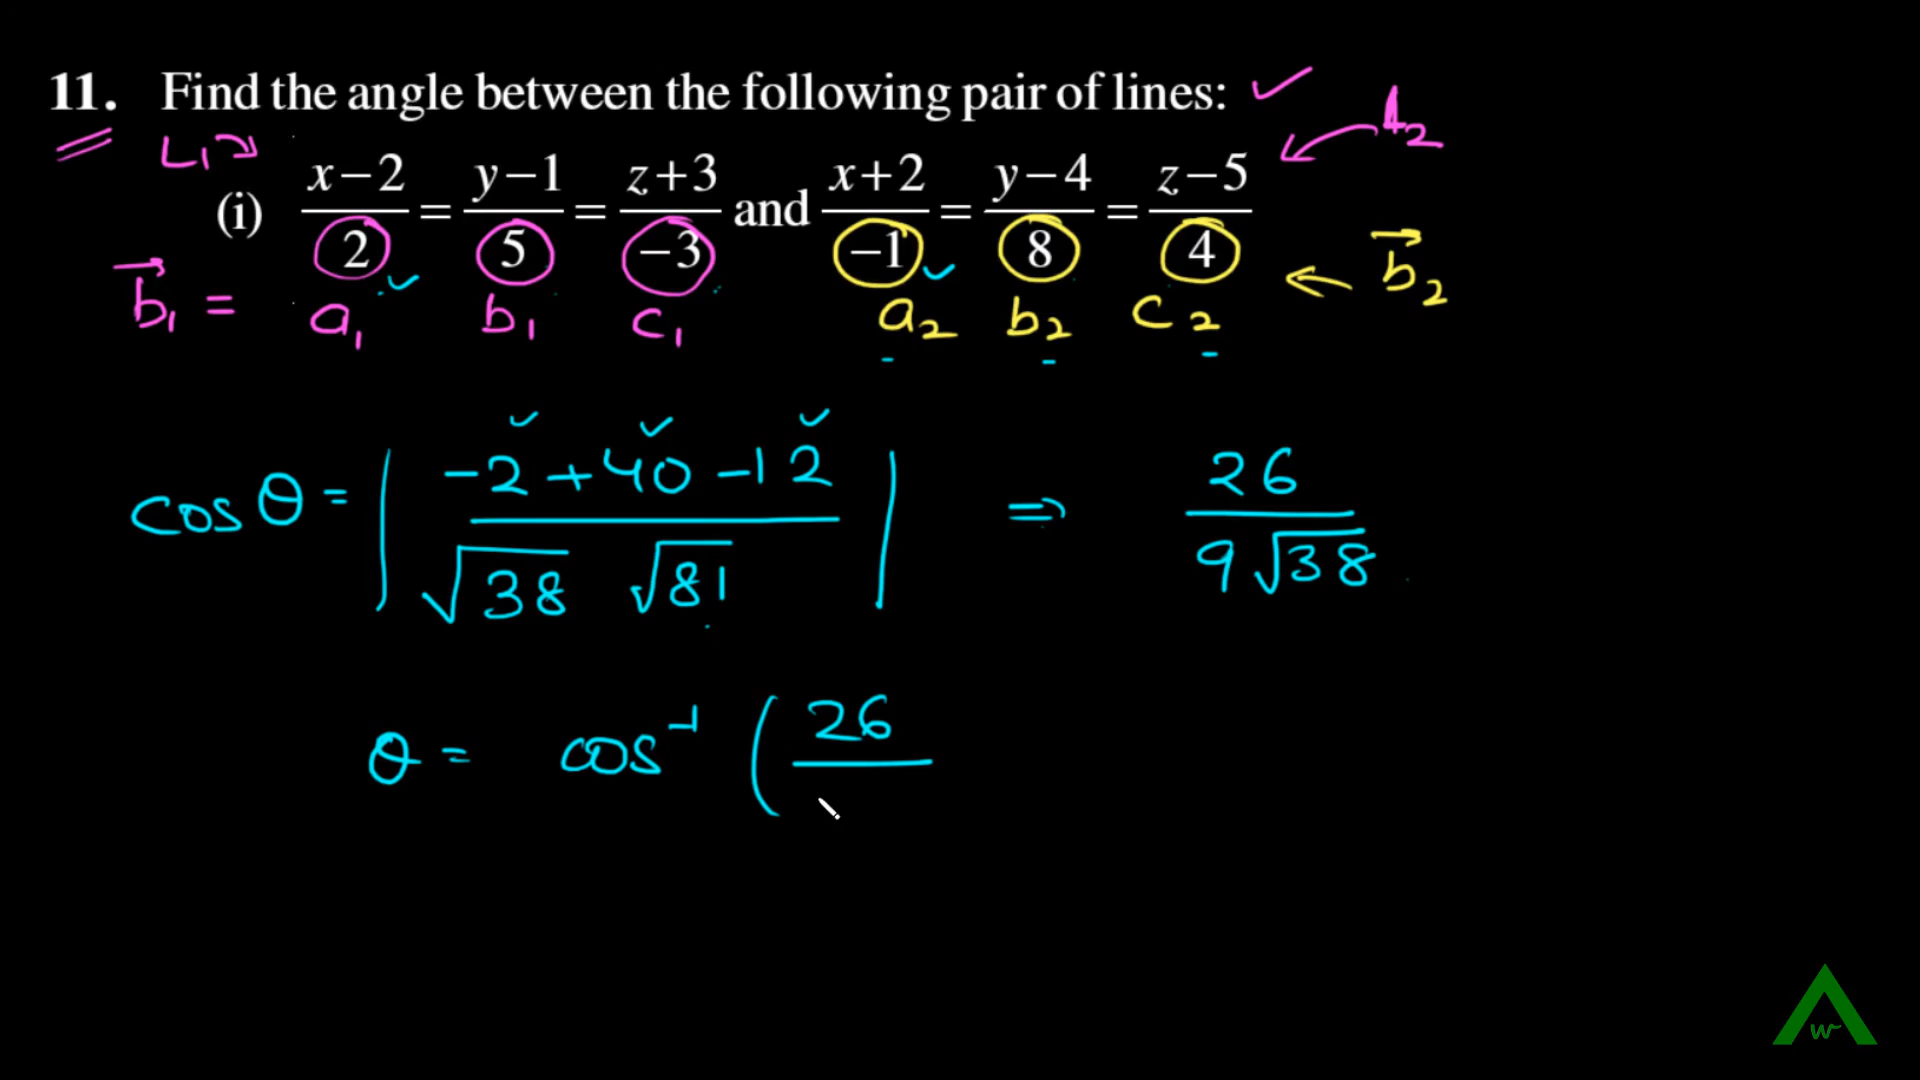 11. Find the angle between the following pair of lines:
L₁ L₂
(i) x−2/2 = y−1/5 = z+3/−3 and x+2/−1 = y−4/8 = z−5/4
b⃗₁ = a₁ b₁ c₁ a₂ b₂ c₂ b⃗₂
cos θ = | −2+40−12 / √38 √81 | ⇒ 26 / 9√38
θ = cos⁻¹ ( 26
w